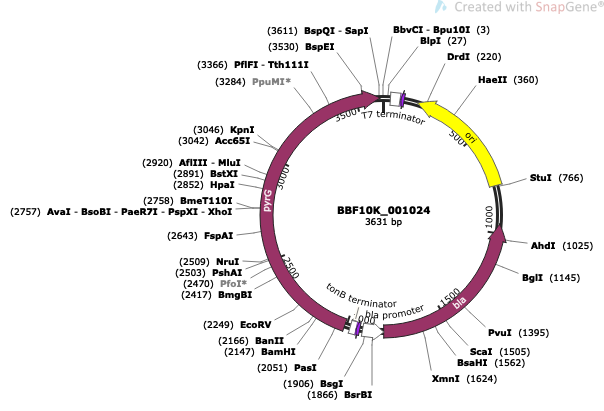 Created with SnapGene®
(3611) BspQI - SapI
(3530) BspEI
(3366) PflFI - Tth111I
(3284) PpuMI*
(3046) KpnI
(3042) Acc65I
(2920) AflIII - MluI
(2891) BstXI
(2852) HpaI
(2758) BmeT110I
(2757) AvaI - BsoBI - PaeR7I - PspXI - XhoI
(2643) FspAI
(2509) NruI
(2503) PshAI
(2470) PfoI*
(2417) BmgBI
(2249) EcoRV
(2166) BanII
(2147) BamHI
(2051) PasI
(1906) BsgI
(1866) BsrBI
BbvCI - Bpu10I (3)
BlpI (27)
DrdI (220)
HaeII (360)
StuI (766)
AhdI (1025)
BglI (1145)
PvuI (1395)
ScaI (1505)
BsaHI (1562)
XmnI (1624)
T7 terminator
ori
bla
bla promoter
tonB terminator
pyrG
500
1000
1500
2500
3000
3500
BBF10K_001024
3631 bp